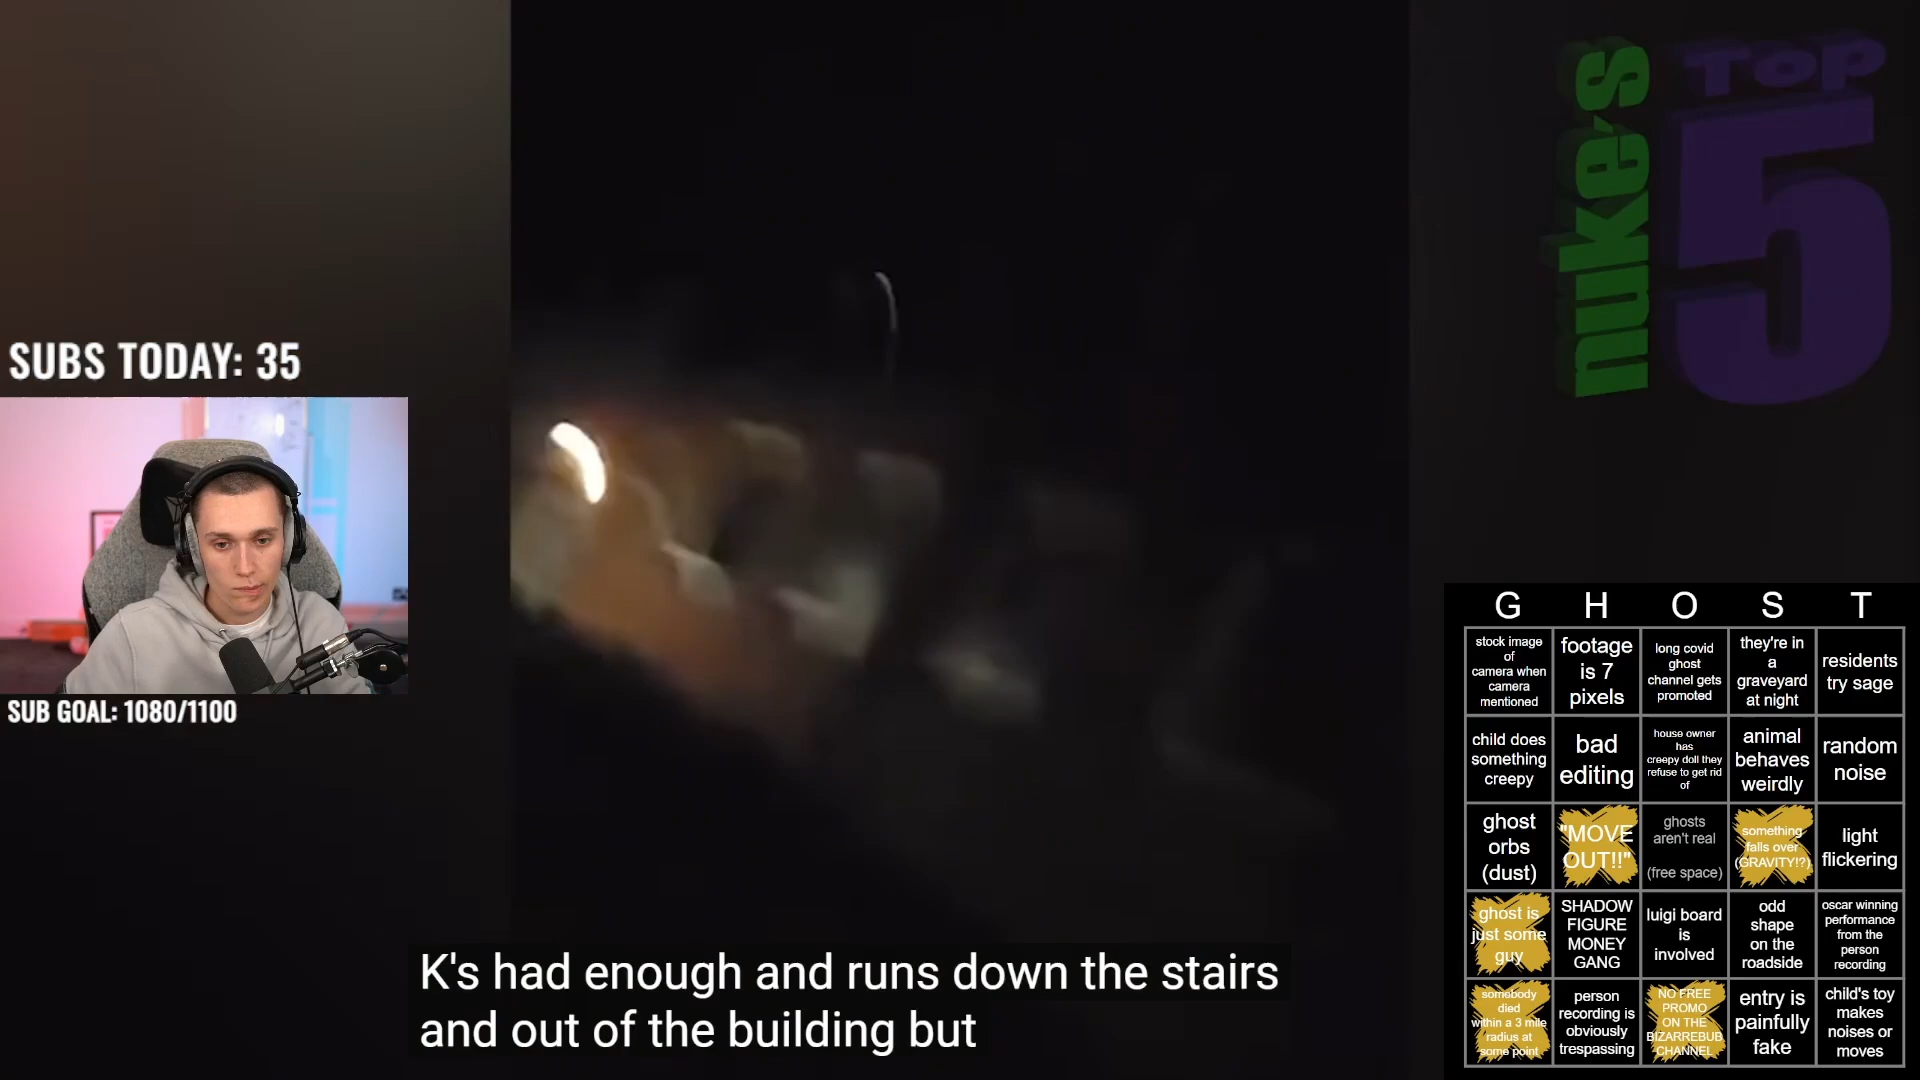 nuke's
Top
5
SUBS TODAY: 35
SUB GOAL: 1080/1100
K's had enough and runs down the stairs
and out of the building but
G H O S T
stock image
of
camera when
camera
mentioned
footage
is 7
pixels
long covid
ghost
channel gets
promoted
they're in
a
graveyard
at night
residents
try sage
child does
something
creepy
bad
editing
house owner
has
creepy doll they
refuse to get rid
of
animal
behaves
weirdly
random
noise
ghost
orbs
(dust)
"MOVE
OUT!!"
ghosts
aren't real
(free space)
something
falls over
(GRAVITY!?)
light
flickering
ghost is
just some
guy
SHADOW
FIGURE
MONEY
GANG
luigi board
is
involved
odd
shape
on the
roadside
oscar winning
performance
from the
person
recording
somebody
died
within a 3 mile
radius at
some point
person
recording is
obviously
trespassing
NO FREE
PROMO
ON THE
BIZARREBUB
CHANNEL
entry is
painfully
fake
child's toy
makes
noises or
moves